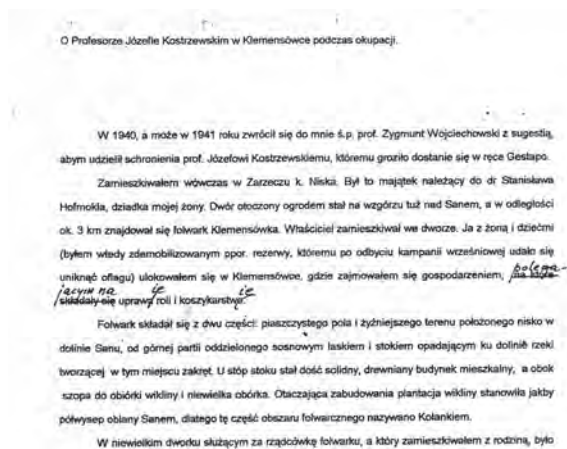 O Profesorze Józefie Kostrzewskim w Klemensówce podczas okupacji.
W 1940, a może w 1941 roku zwrócił się do mnie ś.p. prof. Zygmunt Wojciechowski z sugestią,
abym udzielił schronienia prof. Józefowi Kostrzewskiemu, któremu groziło dostanie się w ręce Gestapo.
Zamieszkiwałem wówczas w Zarzeczu k. Niska. Był to majątek należący do dr Stanisława
Hofmokla, dziadka mojej żony. Dwór otoczony ogrodem stał na wzgórzu tuż nad Sanem, a w odległości
ok. 3 km znajdował się folwark Klemensówka. Właściciel zamieszkiwał we dworze. Ja z żoną i dziećmi
(byłem wtedy zdemobilizowanym ppor. rezerwy, któremu po odbyciu kampanii wrześniowej udało się
uniknąć oflagu) ulokowałem się w Klemensówce, gdzie zajmowałem się gospodarzeniem, polega-
jącym na składały się uprawie roli i koszykarstwie.
Folwark składał się z dwu części: piaszczystego pola i żyźniejszego terenu położonego nisko w
dolinie Sanu, od górnej partii oddzielonego sosnowym laskiem i stokiem opadającym ku dolinie rzeki
tworzącej w tym miejscu zakręt. U stóp stoku stał dość solidny, drewniany budynek mieszkalny, a obok
szopa do obiórki wikliny i niewielka obórka. Otaczająca zabudowania plantacja wikliny stanowiła jakby
półwysep oblany Sanem, dlatego tę część obszaru folwarcznego nazywano Kolankiem.
W niewielkim dworku służącym za rządcówkę folwarku, a który zamieszkiwałem z rodziną, było